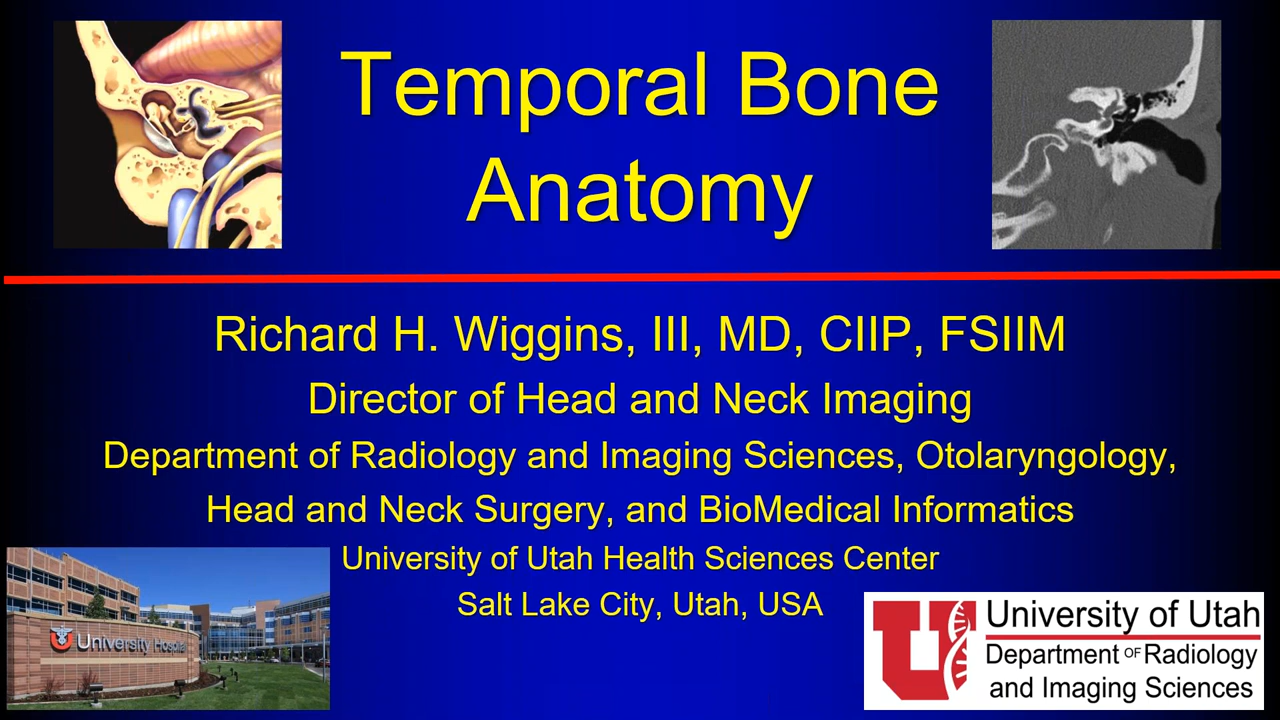 Temporal Bone
Anatomy
Richard H. Wiggins, III, MD, CIIP, FSIIM
Director of Head and Neck Imaging
Department of Radiology and Imaging Sciences, Otolaryngology,
Head and Neck Surgery, and BioMedical Informatics
University of Utah Health Sciences Center
Salt Lake City, Utah, USA
University Hospital
University of Utah
Department OF Radiology
and Imaging Sciences